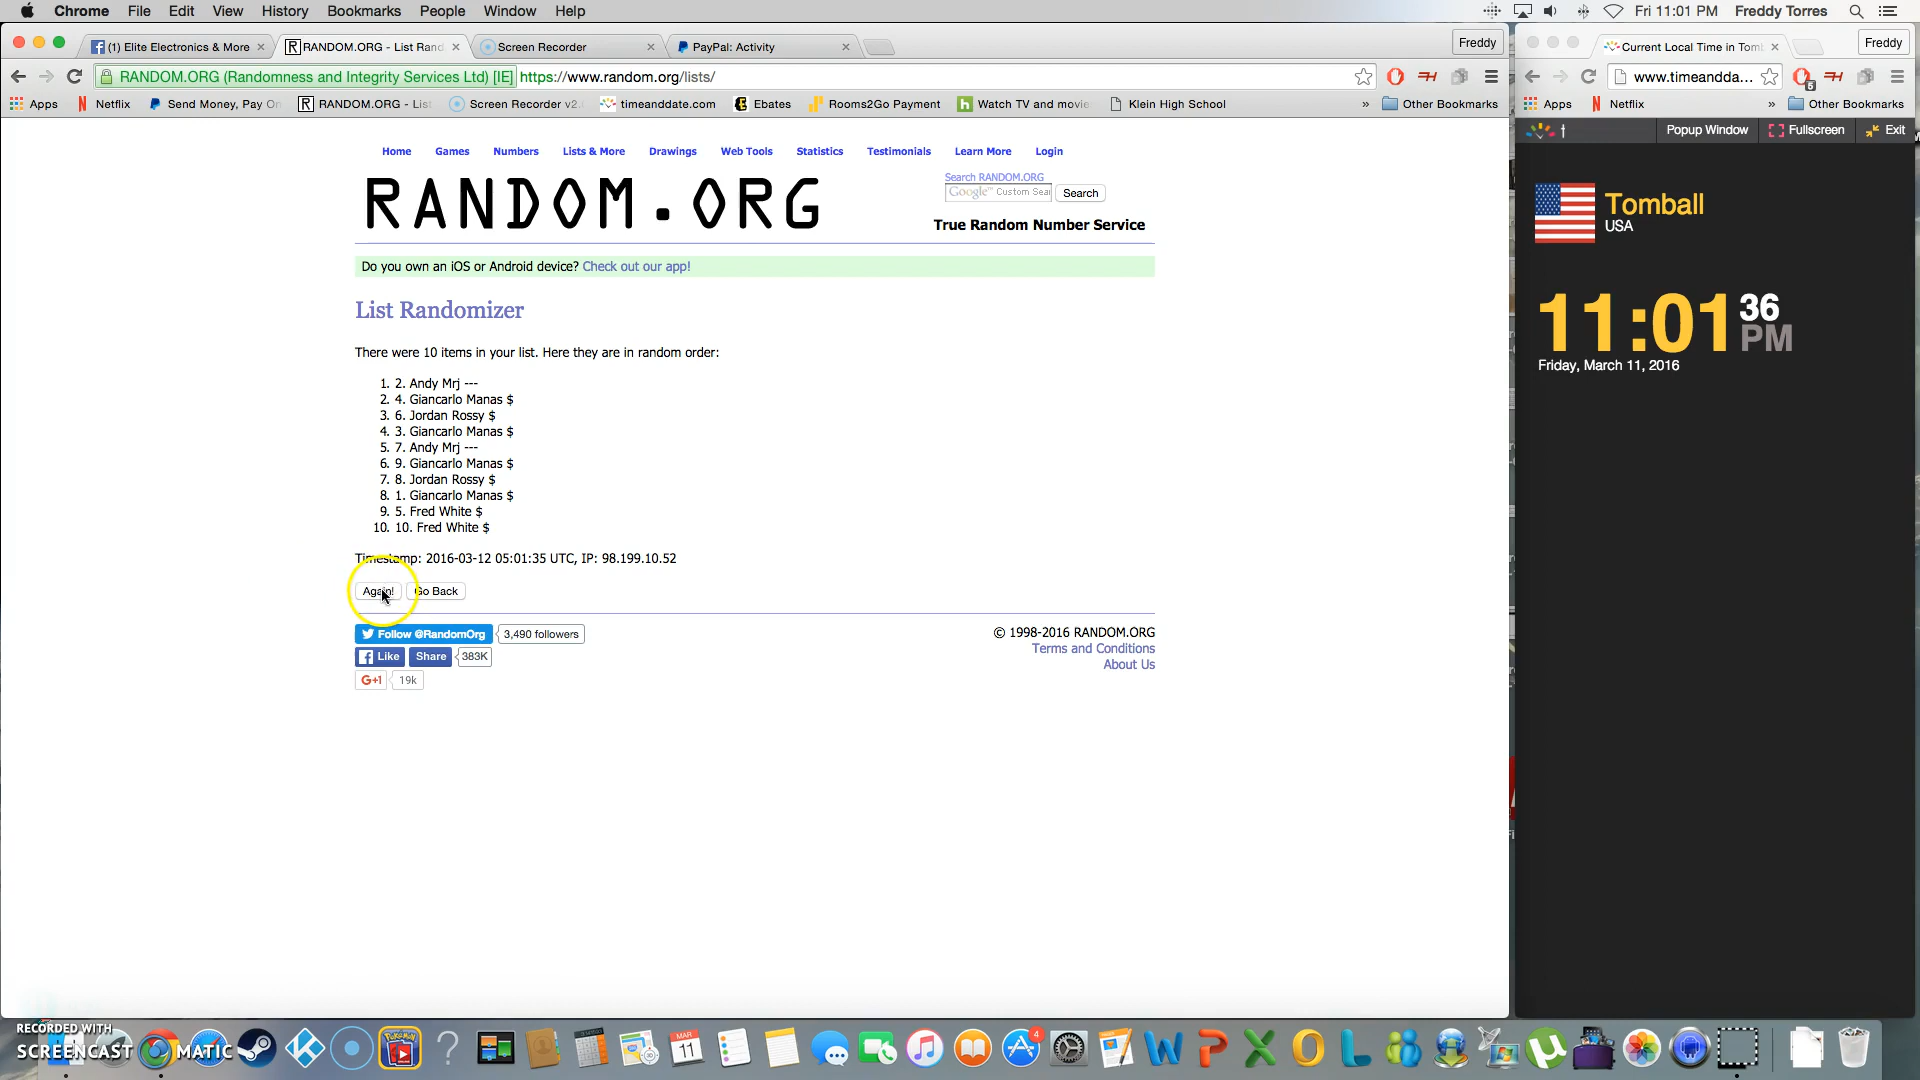 Chrome File Edit View History Bookmarks People Window Help Fri 11:01 PM Freddy Torres
(1) Elite Electronics & More RANDOM.ORG - List Rand Screen Recorder PayPal: Activity Freddy
RANDOM.ORG (Randomness and Integrity Services Ltd) [IE] https://www.random.org/lists/
Apps Netflix Send Money, Pay On RANDOM.ORG - Lis Screen Recorder v2. timeanddate.com Ebates Rooms2Go Payment Watch TV and movie Klein High School » Other Bookmarks
Home Games Numbers Lists & More Drawings Web Tools Statistics Testimonials Learn More Login
RANDOM.ORG
Search RANDOM.ORG
Google™ Custom Sear Search
True Random Number Service
Do you own an iOS or Android device? Check out our app!
List Randomizer
There were 10 items in your list. Here they are in random order:
1. 2. Andy Mrj ---
2. 4. Giancarlo Manas $
3. 6. Jordan Rossy $
4. 3. Giancarlo Manas $
5. 7. Andy Mrj ---
6. 9. Giancarlo Manas $
7. 8. Jordan Rossy $
8. 1. Giancarlo Manas $
9. 5. Fred White $
10. 10. Fred White $
Timestamp: 2016-03-12 05:01:35 UTC, IP: 98.199.10.52
Again! Go Back
Follow @RandomOrg 3,490 followers
Like Share 383K
G+1 19k
© 1998-2016 RANDOM.ORG
Terms and Conditions
About Us
Current Local Time in Tomb Freddy
www.timeandda...
Apps Netflix » Other Bookmarks
t Popup Window Fullscreen Exit
Tomball
USA
11:01 36 PM
Friday, March 11, 2016
RECORDED WITH
SCREENCAST MATIC
MAR
11
4